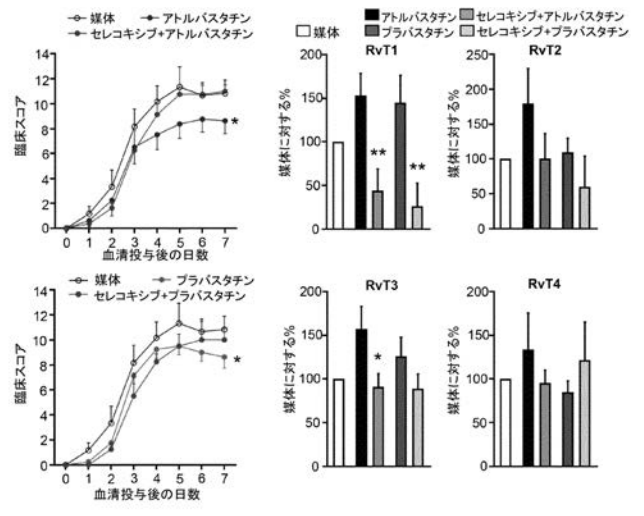 媒体 アトルバスタチン
セレコキシブ+アトルバスタチン
臨床スコア
14
12
10
8
6
4
2
0
*
0 1 2 3 4 5 6 7
血清投与後の日数
媒体 プラバスタチン
セレコキシブ+プラバスタチン
臨床スコア
14
12
10
8
6
4
2
0
*
0 1 2 3 4 5 6 7
血清投与後の日数
アトルバスタチン セレコキシブ+アトルバスタチン
媒体 プラバスタチン セレコキシブ+プラバスタチン
RvT1
媒体に対する%
200
150
100
50
0
** **
RvT2
媒体に対する%
250
200
150
100
50
0
RvT3
媒体に対する%
200
150
100
50
0
*
RvT4
媒体に対する%
200
150
100
50
0